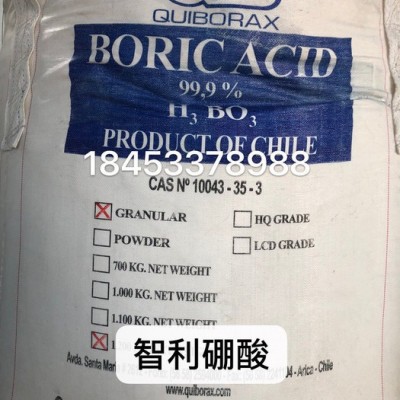 QUIBORAX
BORIC ACID
99,9 %
H3 BO3
PRODUCT OF CHILE
18453378988
CAS Nº 10043 - 35 - 3
GRANULAR
HQ GRADE
POWDER
LCD GRADE
700 KG. NET WEIGHT
1.000 KG. NET WEIGHT
1.100 KG. NET WEIGHT
智利硼酸
Avda. Santa
Arica - Chile
www.quiborax.com